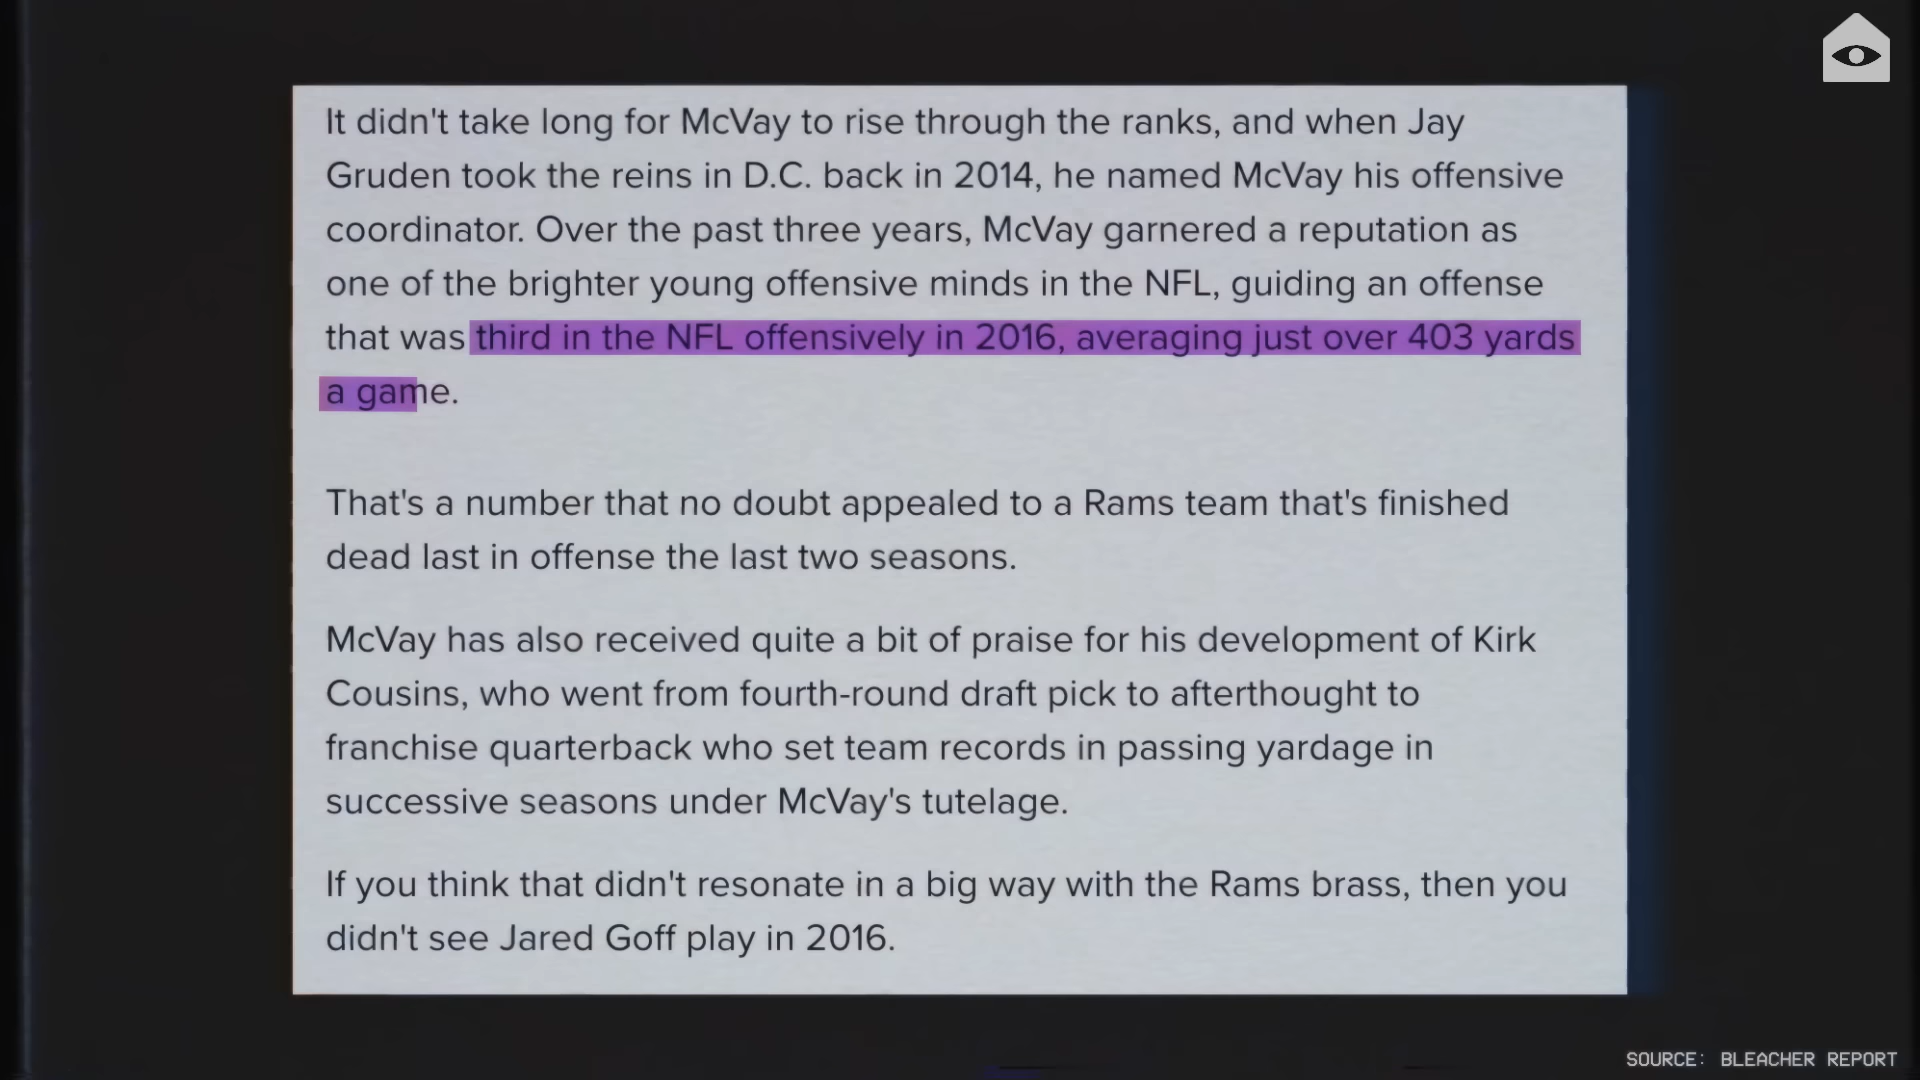 It didn't take long for McVay to rise through the ranks, and when Jay
Gruden took the reins in D.C. back in 2014, he named McVay his offensive
coordinator. Over the past three years, McVay garnered a reputation as
one of the brighter young offensive minds in the NFL, guiding an offense
that was third in the NFL offensively in 2016, averaging just over 403 yards
a game.
That's a number that no doubt appealed to a Rams team that's finished
dead last in offense the last two seasons.
McVay has also received quite a bit of praise for his development of Kirk
Cousins, who went from fourth-round draft pick to afterthought to
franchise quarterback who set team records in passing yardage in
successive seasons under McVay's tutelage.
If you think that didn't resonate in a big way with the Rams brass, then you
didn't see Jared Goff play in 2016.
SOURCE: BLEACHER REPORT